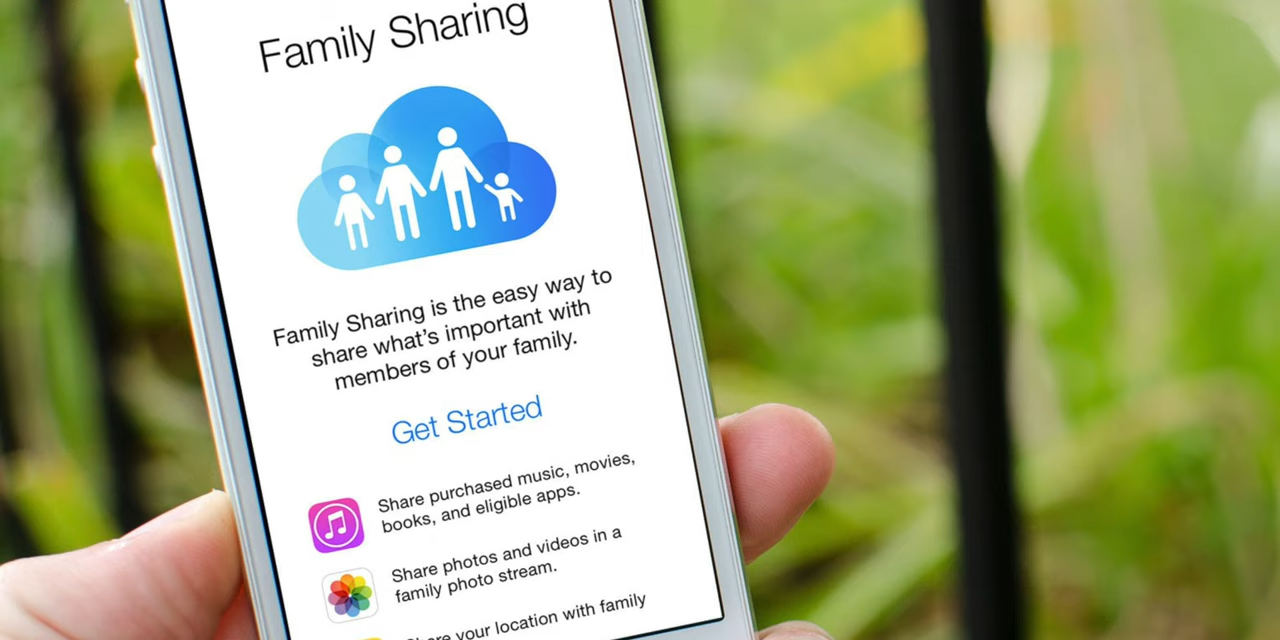 Family Sharing
Family Sharing is the easy way to
share what's important with
members of your family.
Get Started
Share purchased music, movies,
books, and eligible apps.
Share photos and videos in a
family photo stream.
Share your location with family